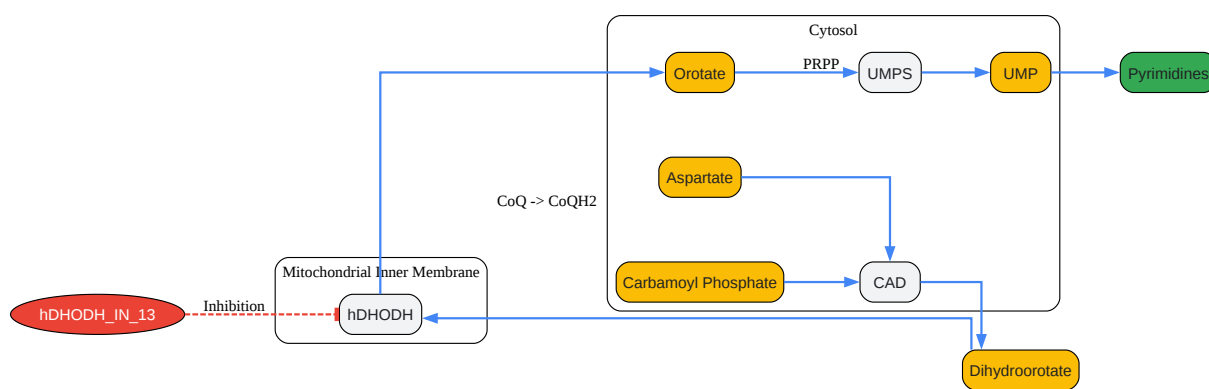 Cytosol
Orotate
PRPP
UMPS
UMP
Pyrimidines
Aspartate
CoQ -> CoQH2
Mitochondrial Inner Membrane
Carbamoyl Phosphate
CAD
Inhibition
hDHODH_IN_13
hDHODH
Dihydroorotate